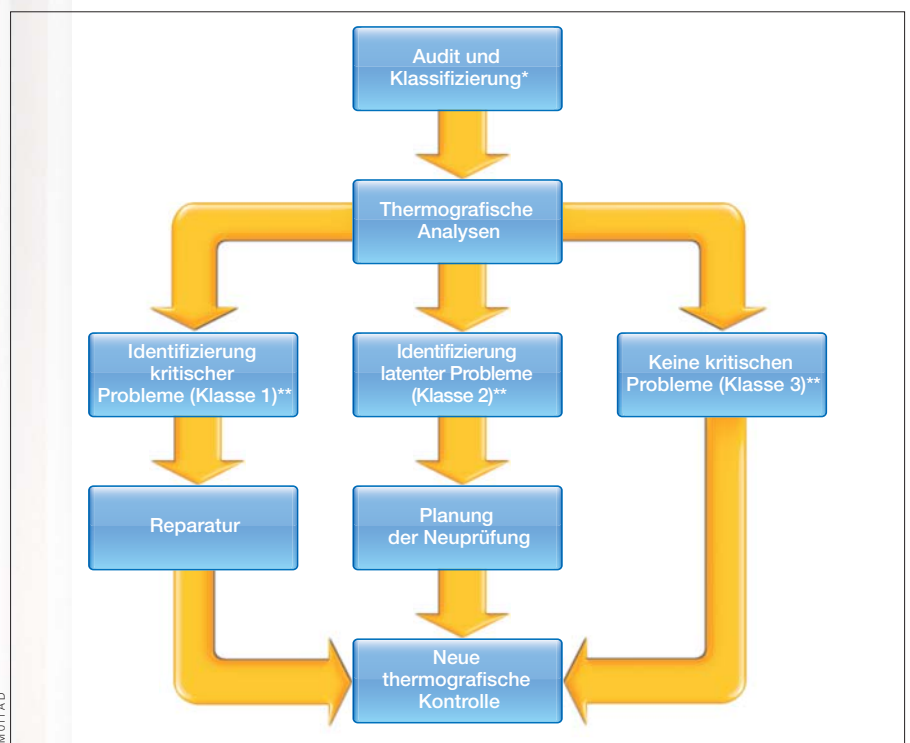 Audit und
Klassifizierung*
Thermografische
Analysen
Identifizierung
kritischer
Probleme (Klasse 1)**
Identifizierung
latenter Probleme
(Klasse 2)**
Keine kritischen
Probleme (Klasse 3)**
Reparatur
Planung
der Neuprüfung
Neue
thermografische
Kontrolle